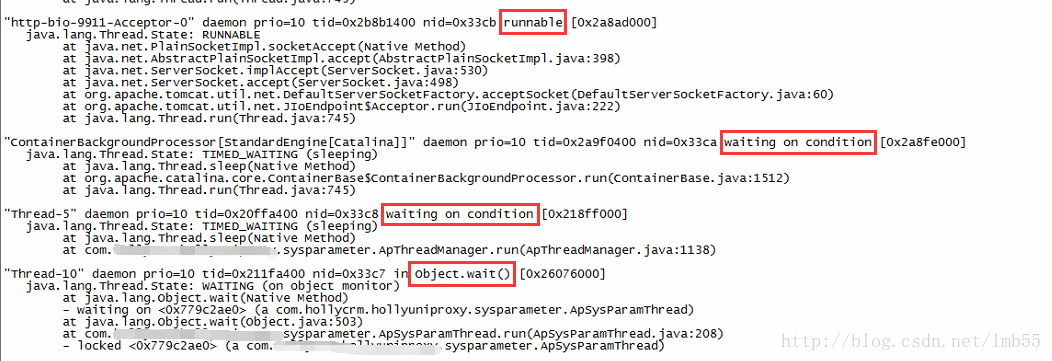 "http-bio-9911-Acceptor-0" daemon prio=10 tid=0x2b8b1400 nid=0x33cb runnable [0x2a8ad000]
java.lang.Thread.State: RUNNABLE
at java.net.PlainSocketImpl.socketAccept(Native Method)
at java.net.AbstractPlainSocketImpl.accept(AbstractPlainSocketImpl.java:398)
at java.net.ServerSocket.implAccept(ServerSocket.java:530)
at java.net.ServerSocket.accept(ServerSocket.java:498)
at org.apache.tomcat.util.net.DefaultServerSocketFactory.acceptSocket(DefaultServerSocketFactory.java:60)
at org.apache.tomcat.util.net.JIoEndpoint$Acceptor.run(JIoEndpoint.java:222)
at java.lang.Thread.run(Thread.java:745)
"ContainerBackgroundProcessor[StandardEngine[Catalina]]" daemon prio=10 tid=0x2a9f0400 nid=0x33ca waiting on condition [0x2a8fe000]
java.lang.Thread.State: TIMED_WAITING (sleeping)
at java.lang.Thread.sleep(Native Method)
at org.apache.catalina.core.ContainerBase$ContainerBackgroundProcessor.run(ContainerBase.java:1512)
at java.lang.Thread.run(Thread.java:745)
"Thread-5" daemon prio=10 tid=0x20ffa400 nid=0x33c8 waiting on condition [0x218ff000]
java.lang.Thread.State: TIMED_WAITING (sleeping)
at java.lang.Thread.sleep(Native Method)
at com. .sysparameter.ApThreadManager.run(ApThreadManager.java:1138)
"Thread-10" daemon prio=10 tid=0x211fa400 nid=0x33c7 in Object.wait() [0x26076000]
java.lang.Thread.State: WAITING (on object monitor)
at java.lang.Object.wait(Native Method)
- waiting on <0x779c2ae0> (a com.hollycrm.hollyuniproxy.sysparameter.ApSysParamThread)
at java.lang.Object.wait(Object.java:503)
at com. sysparameter.ApSysParamThread.run(ApSysParamThread.java:208)
- locked <0x779c2ae0> (a com. .sysparameter.ApSysParamThread)
http://blog.csdn.net/lmb55